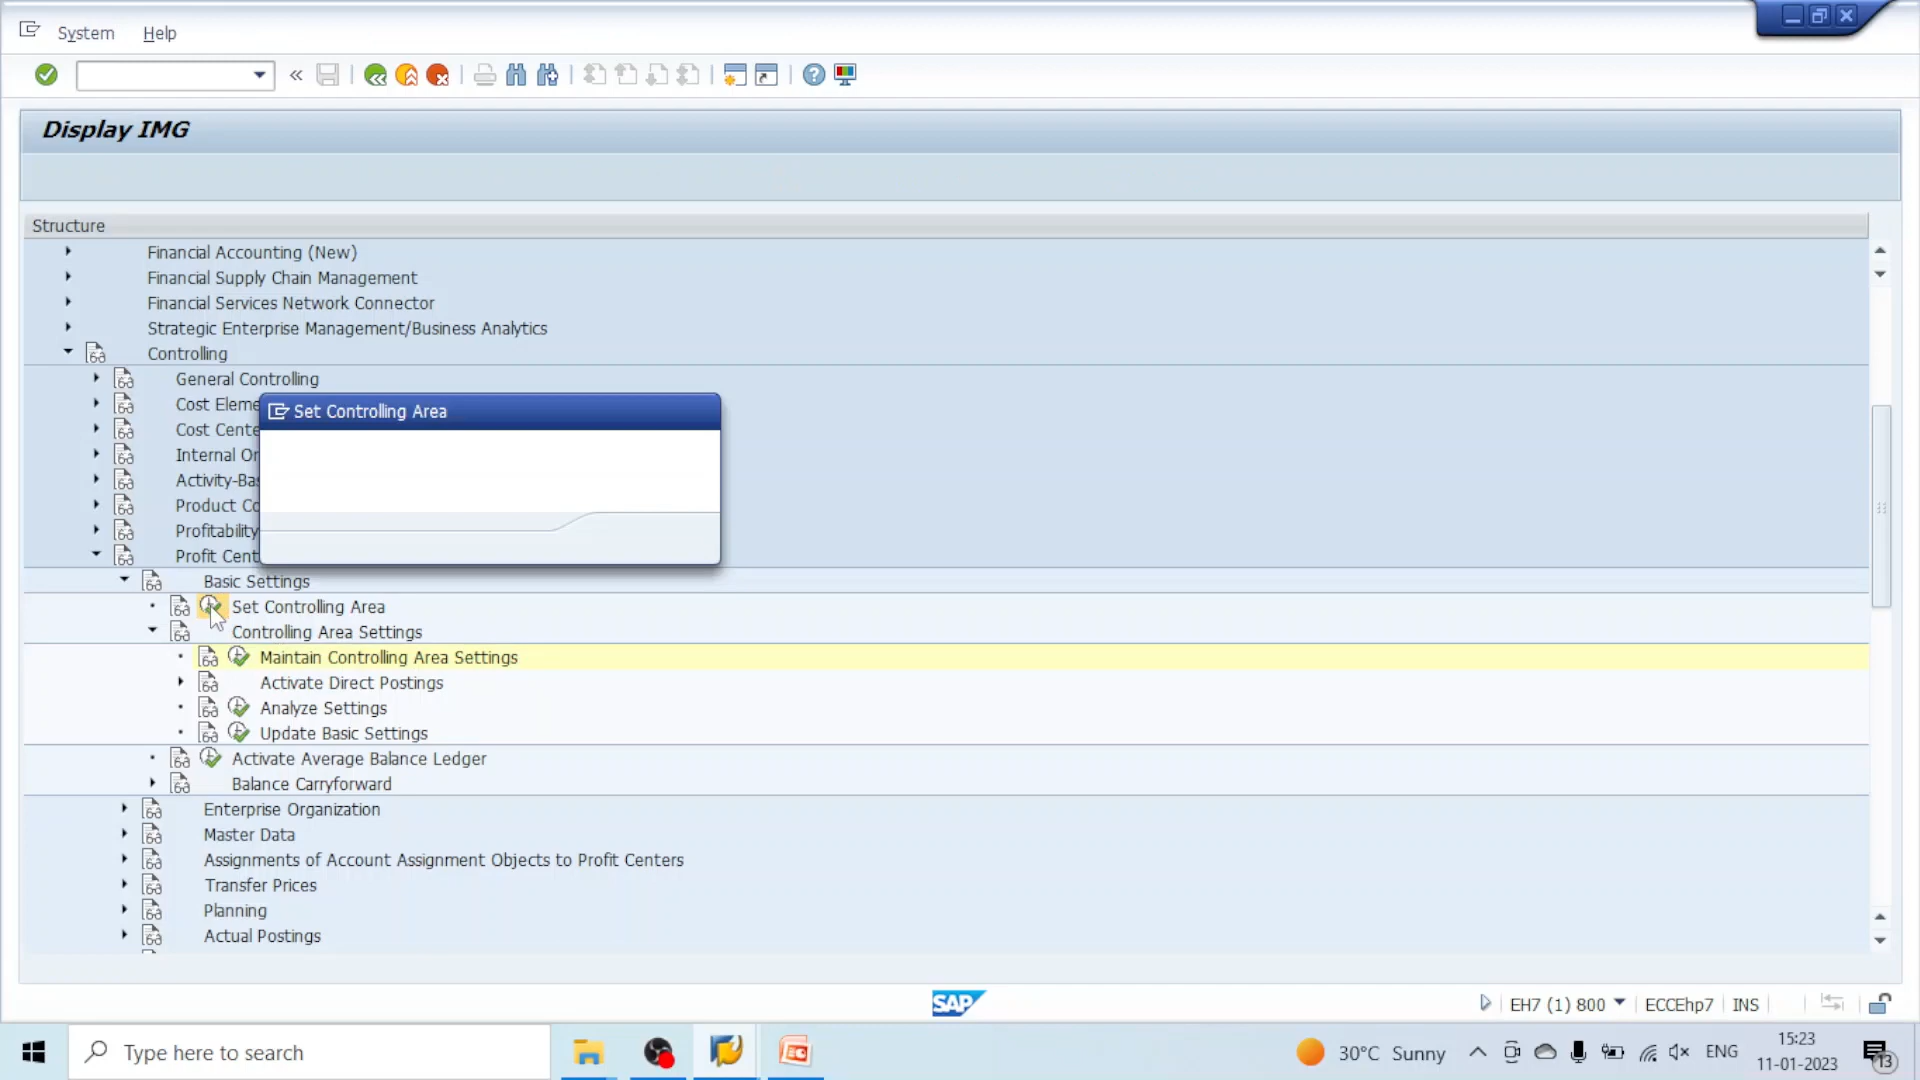 System Help
Display IMG
Structure
Financial Accounting (New)
Financial Supply Chain Management
Financial Services Network Connector
Strategic Enterprise Management/Business Analytics
Controlling
General Controlling
Cost Eleme
Set Controlling Area
Cost Cente
Internal Or
Activity-Bas
Product Co
Profitability
Profit Cent
Basic Settings
Set Controlling Area
Controlling Area Settings
Maintain Controlling Area Settings
Activate Direct Postings
Analyze Settings
Update Basic Settings
Activate Average Balance Ledger
Balance Carryforward
Enterprise Organization
Master Data
Assignments of Account Assignment Objects to Profit Centers
Transfer Prices
Planning
Actual Postings
SAP
EH7 (1) 800 ECCEhp7 INS
Type here to search
30°C Sunny
ENG
15:23
11-01-2023
13